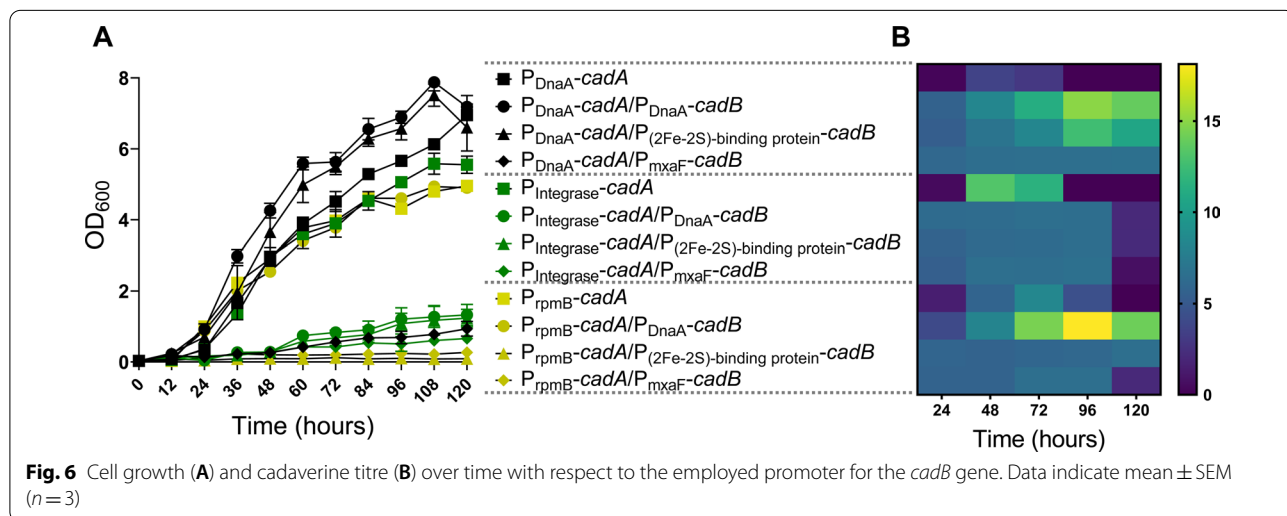 A
B
OD600
8
6
4
2
0
0 12 24 36 48 60 72 84 96 108 120
Time (hours)
PDnaA-cadA
PDnaA-cadA/PDnaA-cadB
PDnaA-cadA/P(2Fe-2S)-binding protein-cadB
PDnaA-cadA/PmxaF-cadB
PIntegrase-cadA
PIntegrase-cadA/PDnaA-cadB
PIntegrase-cadA/P(2Fe-2S)-binding protein-cadB
PIntegrase-cadA/PmxaF-cadB
PrpmB-cadA
PrpmB-cadA/PDnaA-cadB
PrpmB-cadA/P(2Fe-2S)-binding protein-cadB
PrpmB-cadA/PmxaF-cadB
24 48 72 96 120
Time (hours)
15
10
5
0
Fig. 6 Cell growth (A) and cadaverine titre (B) over time with respect to the employed promoter for the cadB gene. Data indicate mean ± SEM
(n = 3)